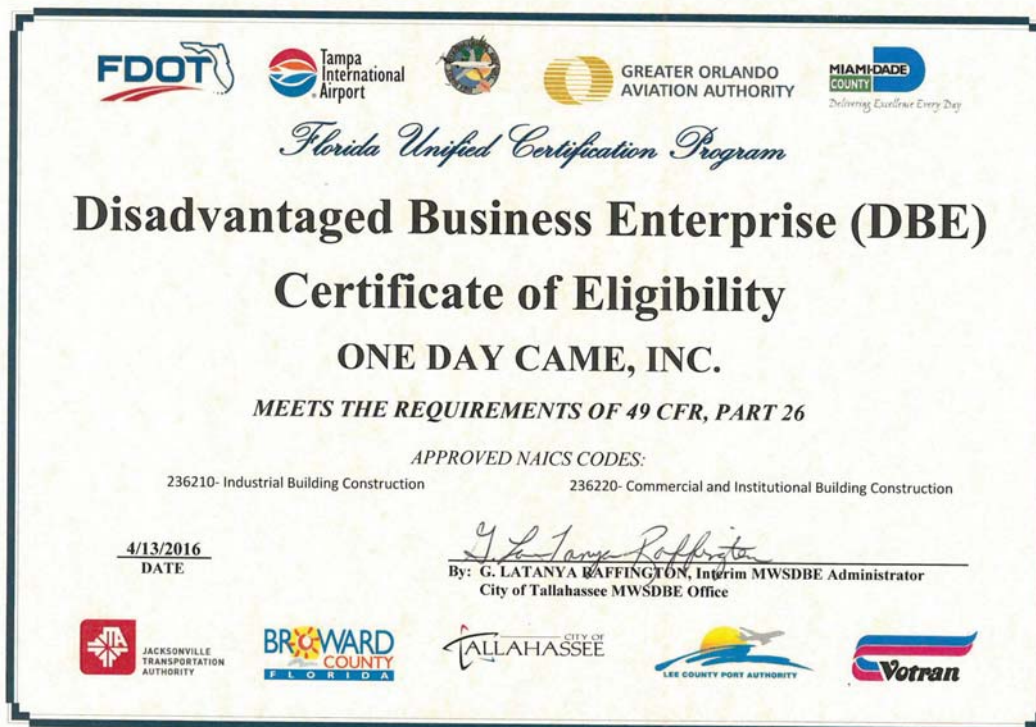 FDOT
Tampa
International
Airport
GREATER ORLANDO
AVIATION AUTHORITY
MIAMI-DADE
COUNTY
Delivering Excellence Every Day
Florida Unified Certification Program
Disadvantaged Business Enterprise (DBE)
Certificate of Eligibility
ONE DAY CAME, INC.
MEETS THE REQUIREMENTS OF 49 CFR, PART 26
APPROVED NAICS CODES:
236210- Industrial Building Construction
236220- Commercial and Institutional Building Construction
4/13/2016
DATE
G. LaTanya Raffington
By: G. LATANYA RAFFINGTON, Interim MWSDBE Administrator
City of Tallahassee MWSDBE Office
JTA
JACKSONVILLE
TRANSPORTATION
AUTHORITY
BROWARD
COUNTY
FLORIDA
CITY OF
TALLAHASSEE
LEE COUNTY PORT AUTHORITY
Votran